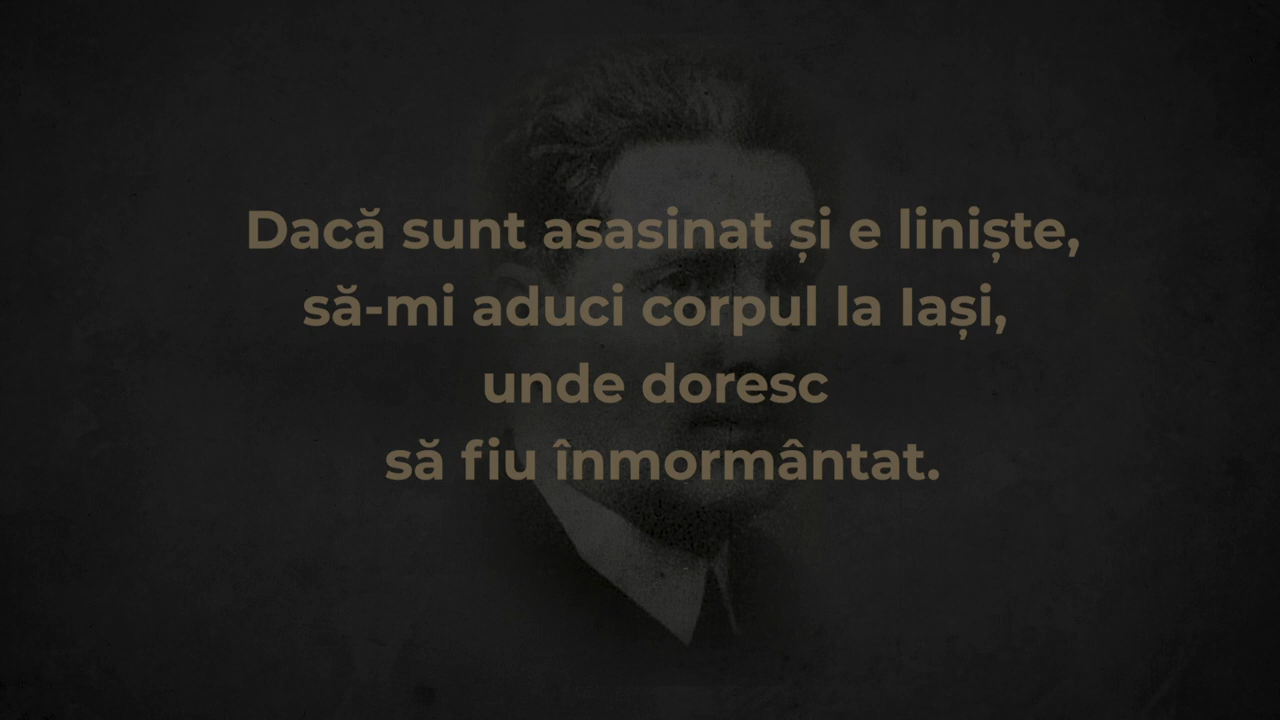 Dacă sunt asasinat și e liniște,
să-mi aduci corpul la Iași,
unde doresc
să fiu înmormântat.